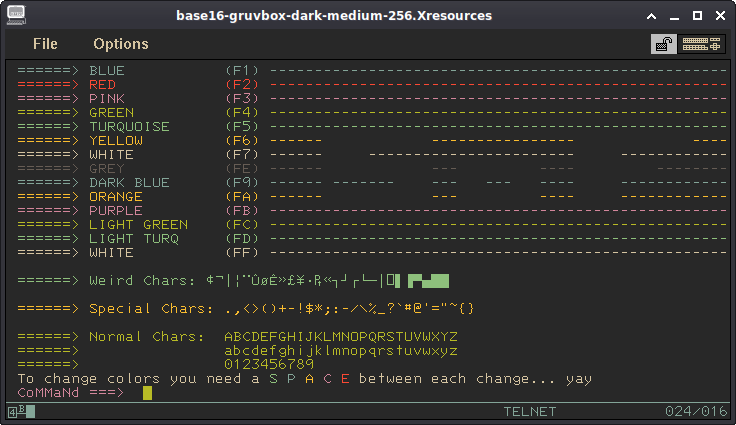 base16-gruvbox-dark-medium-256.Xresources
File Options
======> BLUE (F1) ---------------------------------------------------
======> RED (F2) ---------------------------------------------------
======> PINK (F3) ---------------------------------------------------
======> GREEN (F4) ---------------------------------------------------
======> TURQUOISE (F5) ---------------------------------------------------
======> YELLOW (F6) ------ ---------------- ----
======> WHITE (F7) ------ ---------------------- ------------
======> GREY (FE) ------ --- --- ------
======> DARK BLUE (F9) ------ ------- --- --- --- ------
======> ORANGE (FA) ------ --- --- ------
======> PURPLE (FB) ---------------------------------------------------
======> LIGHT GREEN (FC) ---------------------------------------------------
======> LIGHT TURQ (FD) ---------------------------------------------------
======> WHITE (FF) ---------------------------------------------------
======> Weird Chars: ¢¬|¦¨ÛøÊ»£¥·₧«┐┘┌└─│
======> Special Chars: .,<>()+-!$*;:-/\%_?`#@'="~{}
======> Normal Chars: ABCDEFGHIJKLMNOPQRSTUVWXYZ
======> abcdefghijklmnopqrstuvwxyz
======> 0123456789
To change colors you need a S P A C E between each change... yay
CoMMaNd ===>
4 B TELNET 024/016